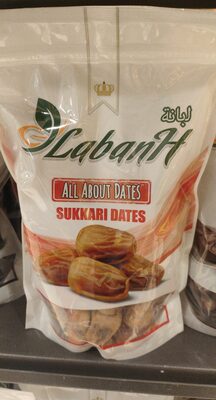 لبانة
LabanH
ALL ABOUT DATES
SUKKARI DATES